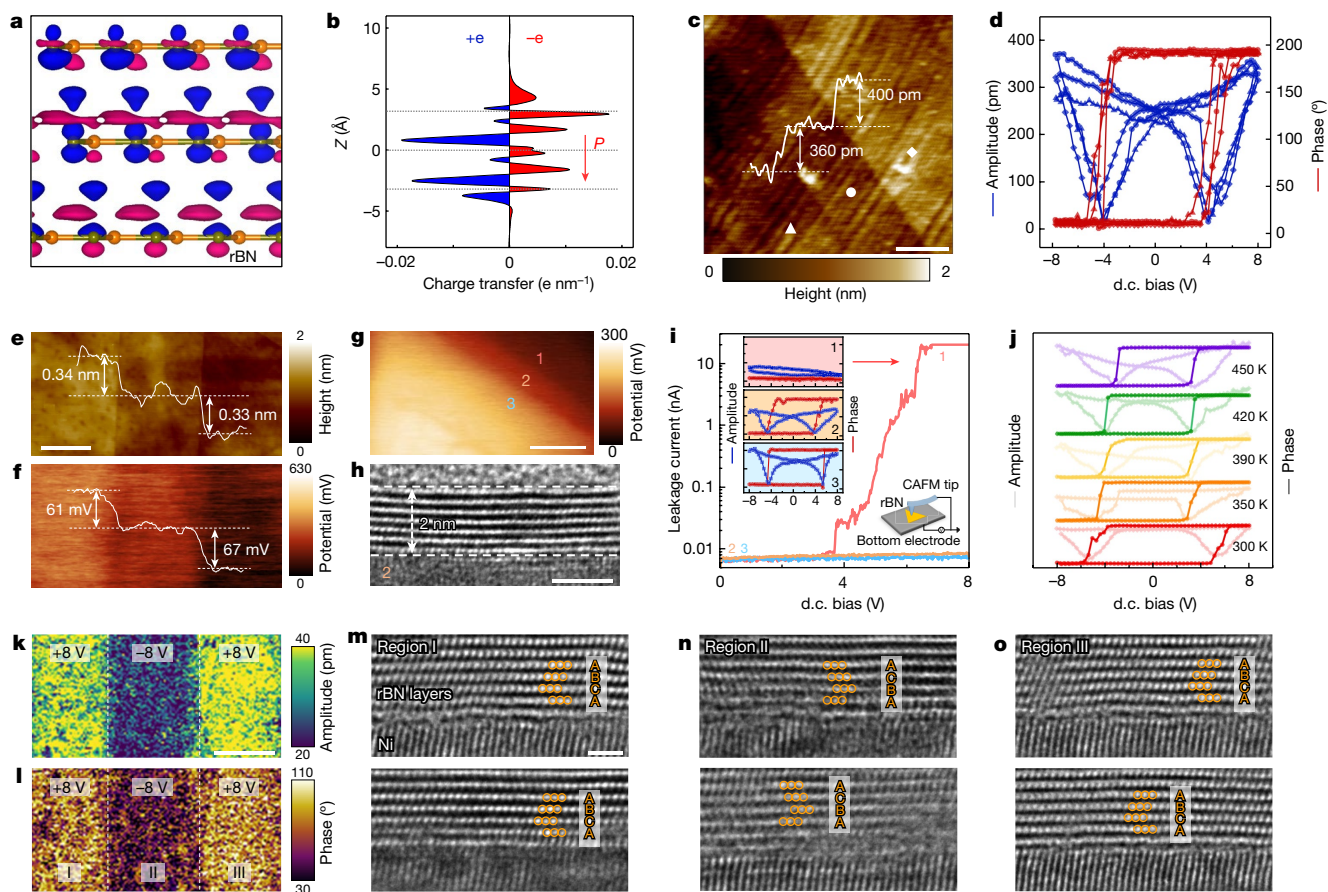 a
rBN
b
+e
−e
P
Z (Å)
10
5
0
−5
−0.02
0
0.02
Charge transfer (e nm⁻¹)
c
400 pm
360 pm
0
2
Height (nm)
d
Amplitude (pm)
400
300
200
100
0
Phase (º)
200
150
100
50
0
−8
−4
0
4
8
d.c. bias (V)
e
0.34 nm
0.33 nm
2
0
Height (nm)
f
61 mV
67 mV
630
0
Potential (mV)
g
1
2
3
300
0
Potential (mV)
h
2 nm
2
i
Leakage current (nA)
10
1
0.1
0.01
1
2
3
Amplitude
Phase
−8
−4
0
4
8
1
CAFM tip
rBN
Bottom electrode
2
3
0
2
4
6
8
d.c. bias (V)
j
Amplitude
Phase
450 K
420 K
390 K
350 K
300 K
−8
0
8
d.c. bias (V)
k
+8 V
−8 V
+8 V
40
20
Amplitude (pm)
l
+8 V
−8 V
+8 V
I
II
III
110
30
Phase (º)
m
Region I
rBN layers
Ni
A
B
C
A
A
B
C
A
n
Region II
A
C
B
A
A
C
B
A
o
Region III
A
B
C
A
A
B
C
A